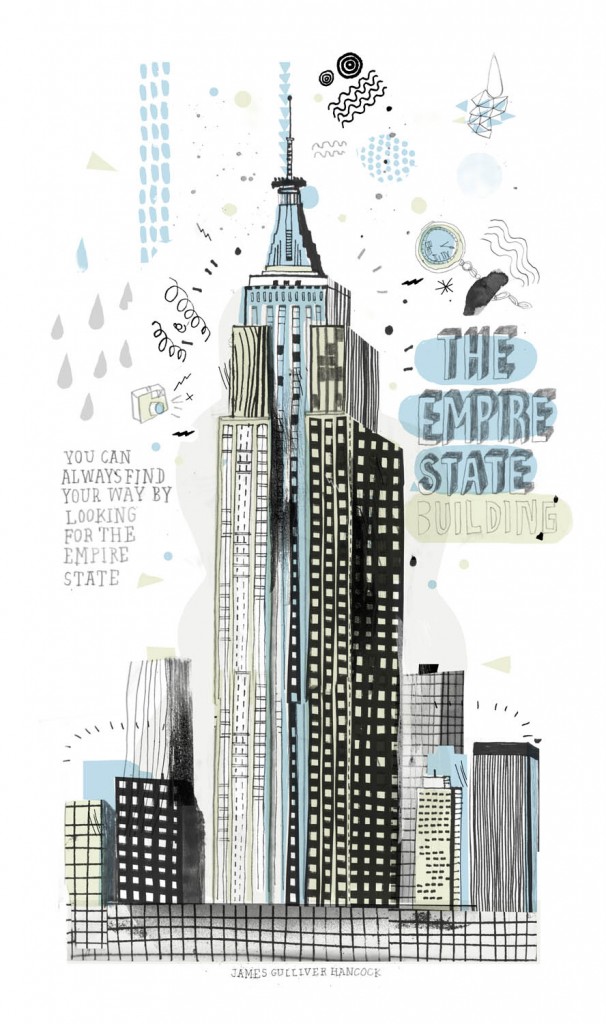 THE
EMPIRE
STATE
BUILDING
YOU CAN
ALWAYS FIND
YOUR WAY BY
LOOKING
FOR THE
EMPIRE
STATE
JAMES GULLIVER HANCOCK